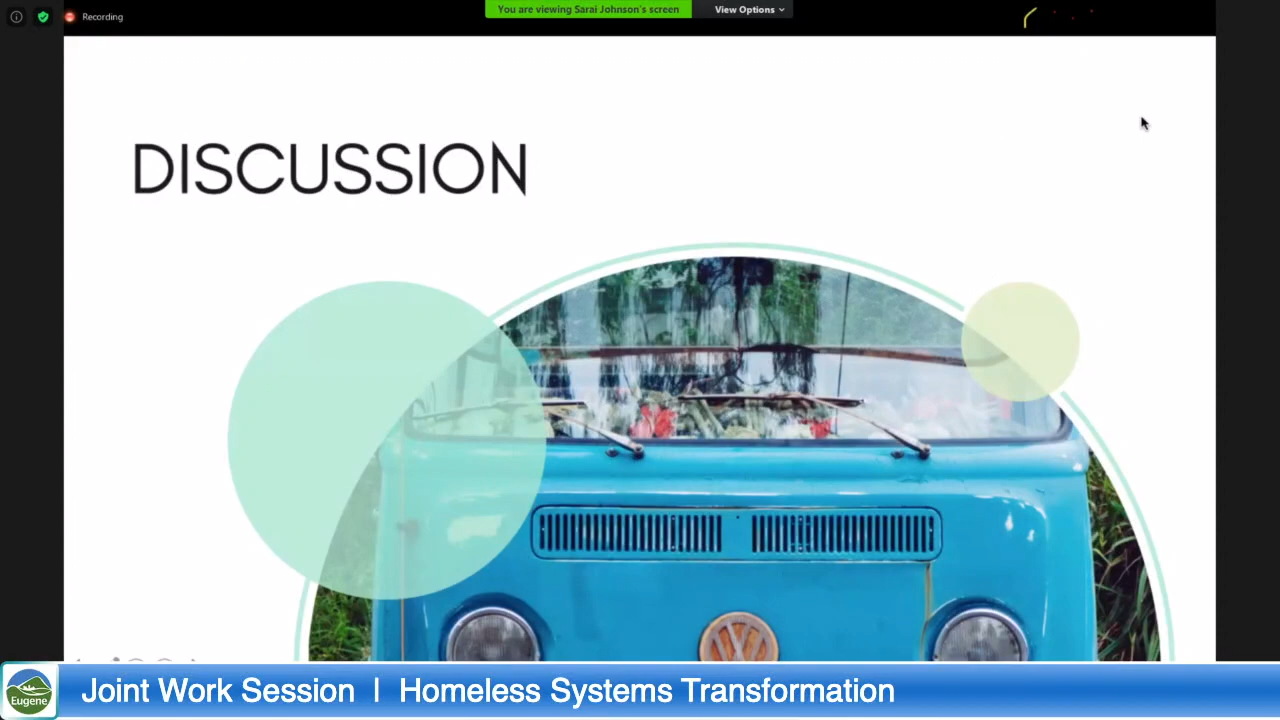 Recording
You are viewing Sarai Johnson's screen
View Options
DISCUSSION
Eugene
Joint Work Session | Homeless Systems Transformation